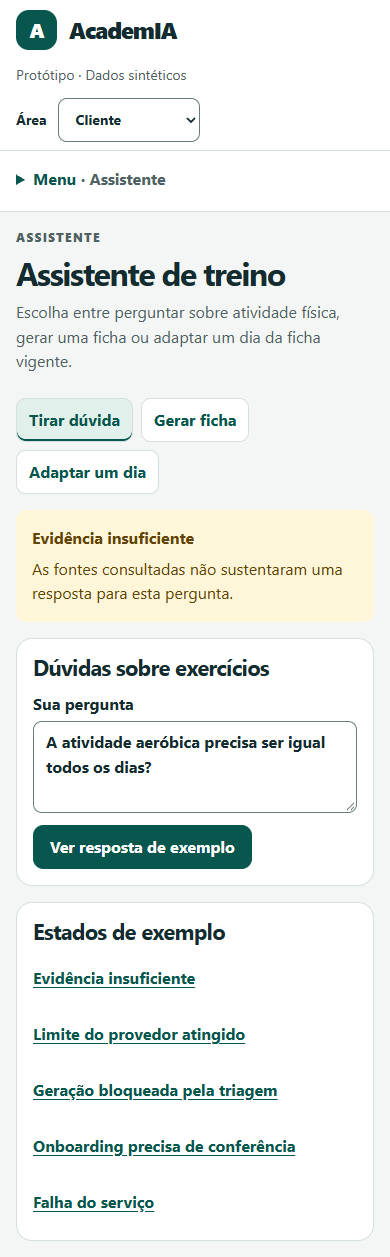 A AcademIA
Protótipo · Dados sintéticos
Área Cliente
Menu · Assistente
ASSISTENTE
Assistente de treino
Escolha entre perguntar sobre atividade física,
gerar uma ficha ou adaptar um dia da ficha
vigente.
Tirar dúvida Gerar ficha
Adaptar um dia
Evidência insuficiente
As fontes consultadas não sustentaram uma
resposta para esta pergunta.
Dúvidas sobre exercícios
Sua pergunta
A atividade aeróbica precisa ser igual
todos os dias?
Ver resposta de exemplo
Estados de exemplo
Evidência insuficiente
Limite do provedor atingido
Geração bloqueada pela triagem
Onboarding precisa de conferência
Falha do serviço